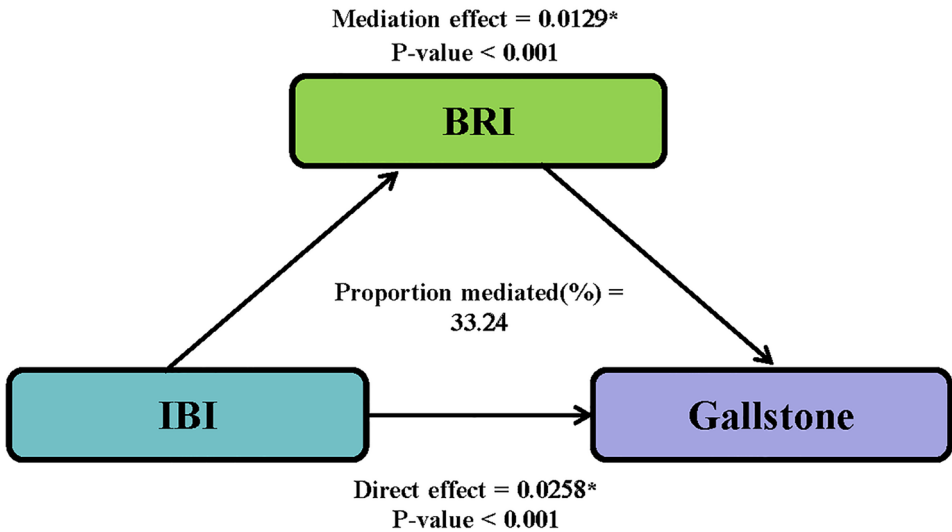 Mediation effect = 0.0129*
P-value < 0.001
BRI
Proportion mediated(%) =
33.24
IBI
Gallstone
Direct effect = 0.0258*
P-value < 0.001